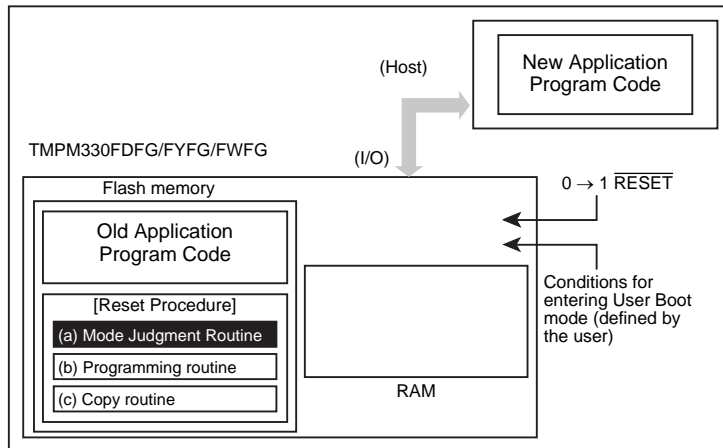 (Host)
New Application
Program Code
TMPM330FDFG/FYFG/FWFG
(I/O)
Flash memory
0 → 1 RESET
Old Application
Program Code
[Reset Procedure]
(a) Mode Judgment Routine
(b) Programming routine
(c) Copy routine
RAM
Conditions for
entering User Boot
mode (defined by
the user)